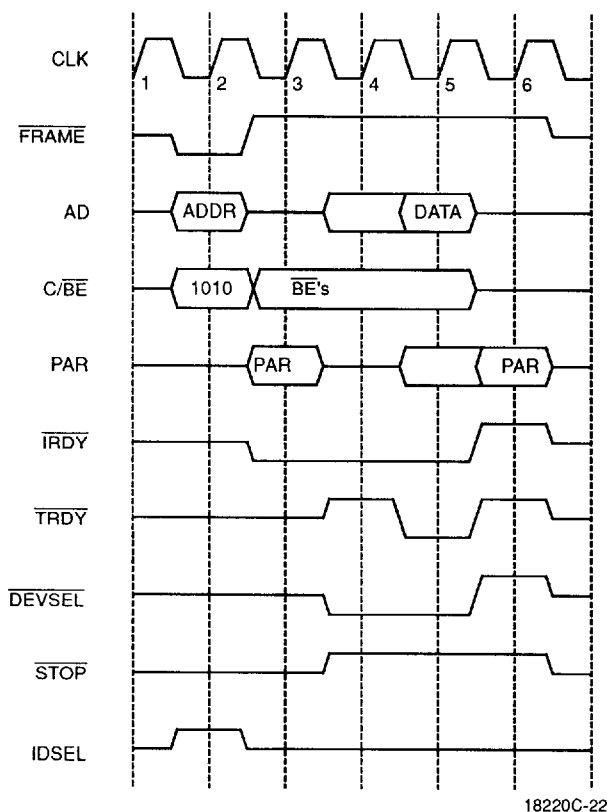 CLK
1 2 3 4 5 6
FRAME
AD ADDR DATA
C/BE 1010 BE's
PAR PAR PAR
IRDY
TRDY
DEVSEL
STOP
IDSEL
18220C-22